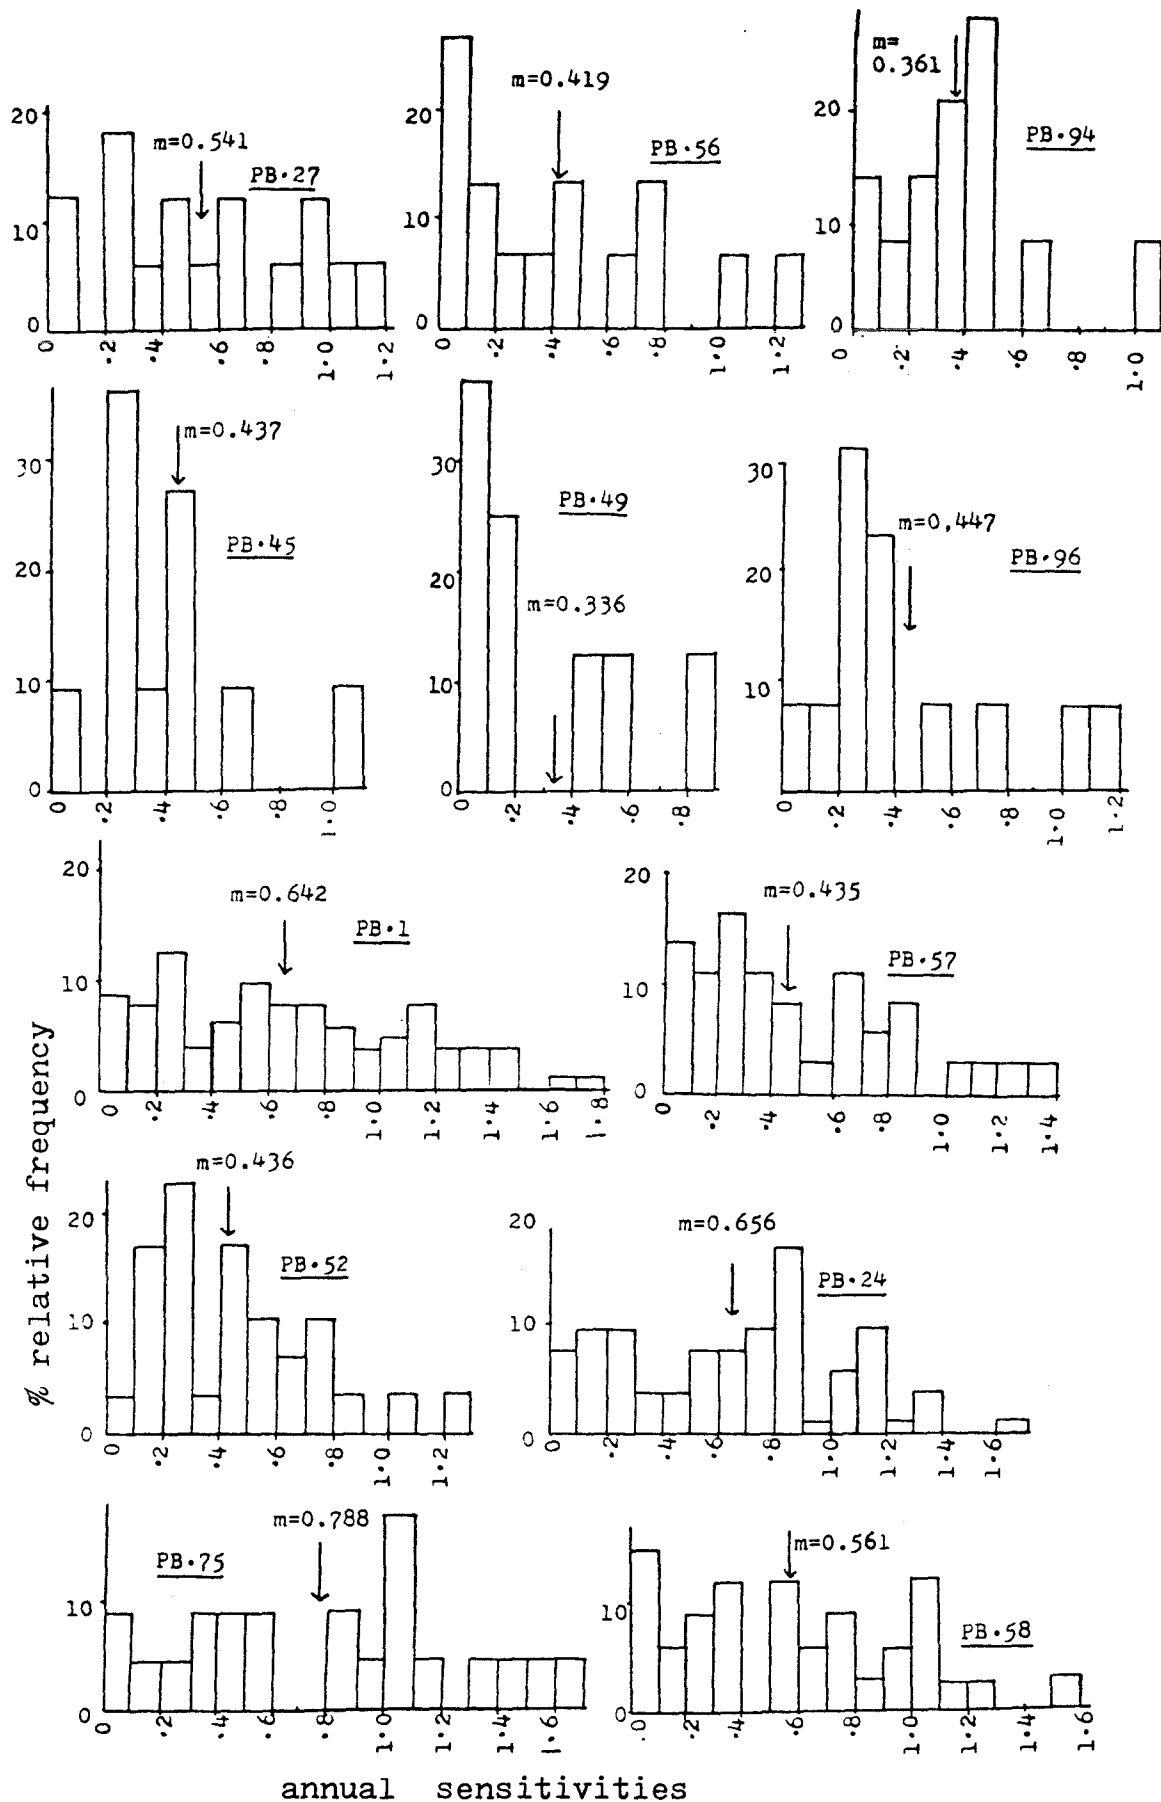 m=0.541
PB·27
20
10
0
0 .2 .4 .6 .8 1.0 1.2
m=0.419
PB·56
20
10
0
0 .2 .4 .6 .8 1.0 1.2
m=
0.361
PB·94
20
10
0
0 .2 .4 .6 1.0
m=0.437
PB·45
30
20
10
0
0 .2 .4 .6 1.0
m=0.336
PB·49
30
20
10
0
0 .2 .4 .6 .8
m=0,447
PB·96
30
20
10
0 .2 .4 .6 .8 1.0 1.2
m=0.642
PB·1
20
10
0
0 .2 .4 .6 .8 1.0 1.2 1.4 1.6 1.8
m=0.435
PB·57
20
10
0
0 .2 .4 .6 .8 1.0 1.2 1.4
% relative frequency
m=0.436
PB·52
20
10
0
0 .2 .4 .6 .8 1.0 1.2
m=0.656
PB·24
20
10
0
0 .2 .4 .6 .8 1.0 1.2 1.4 1.6
m=0.788
PB·75
10
0
0 .2 .4 .6 .8 1.0 1.2 1.4 1.6
m=0.561
PB·58
10
0
.0 .2 .4 .6 .8 1.0 1.2 1.4 1.6
annual sensitivities